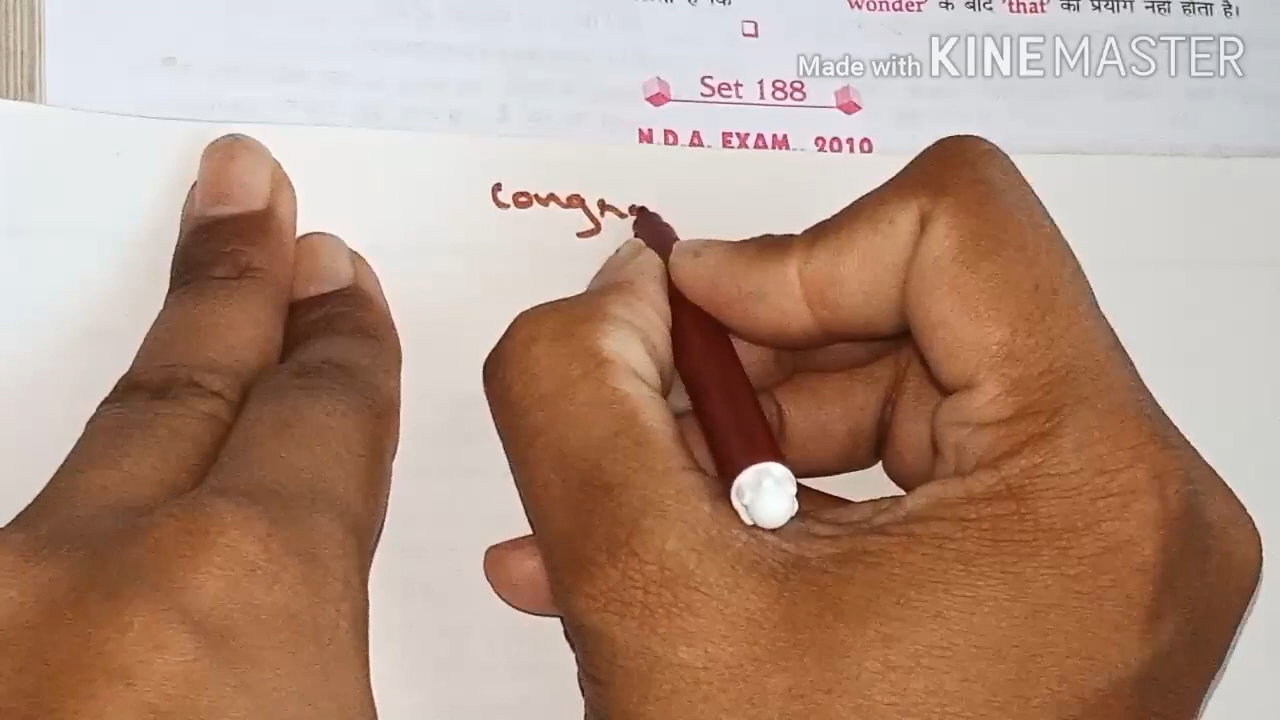 wonder' के बाद 'that' का प्रयोग नहीं होता है।
Made with KINEMASTER
Set 188
N.D.A. EXAM., 2010
congra